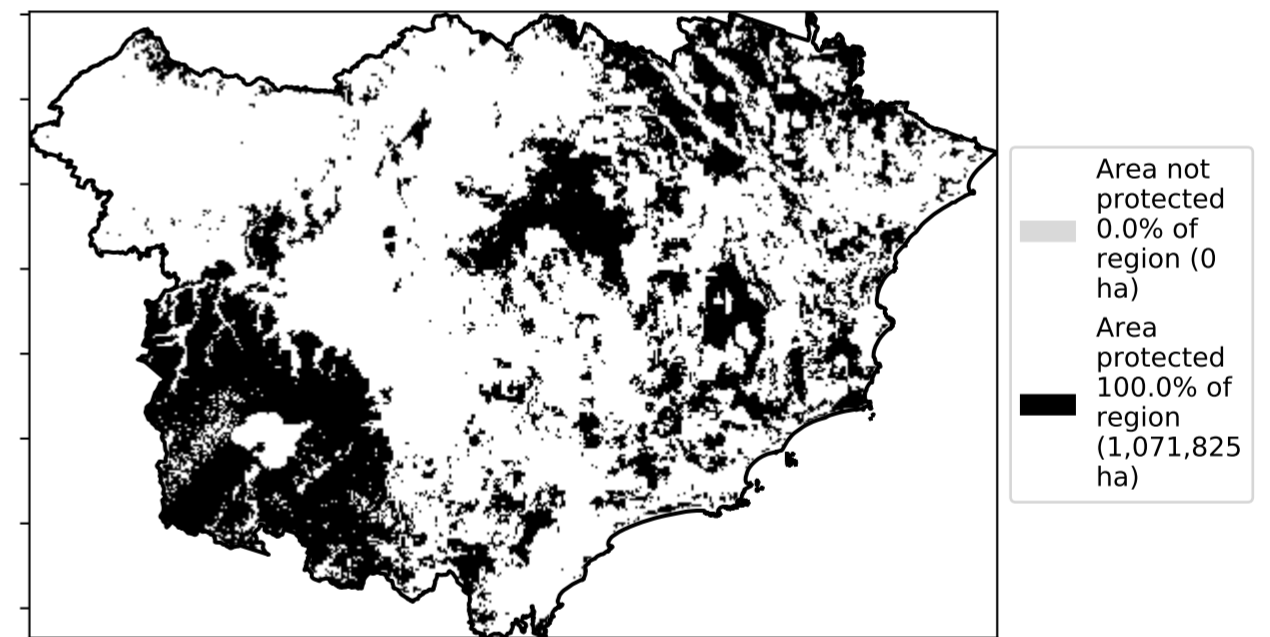 Area not
protected
0.0% of
region (0
ha)
Area
protected
100.0% of
region
(1,071,825
ha)